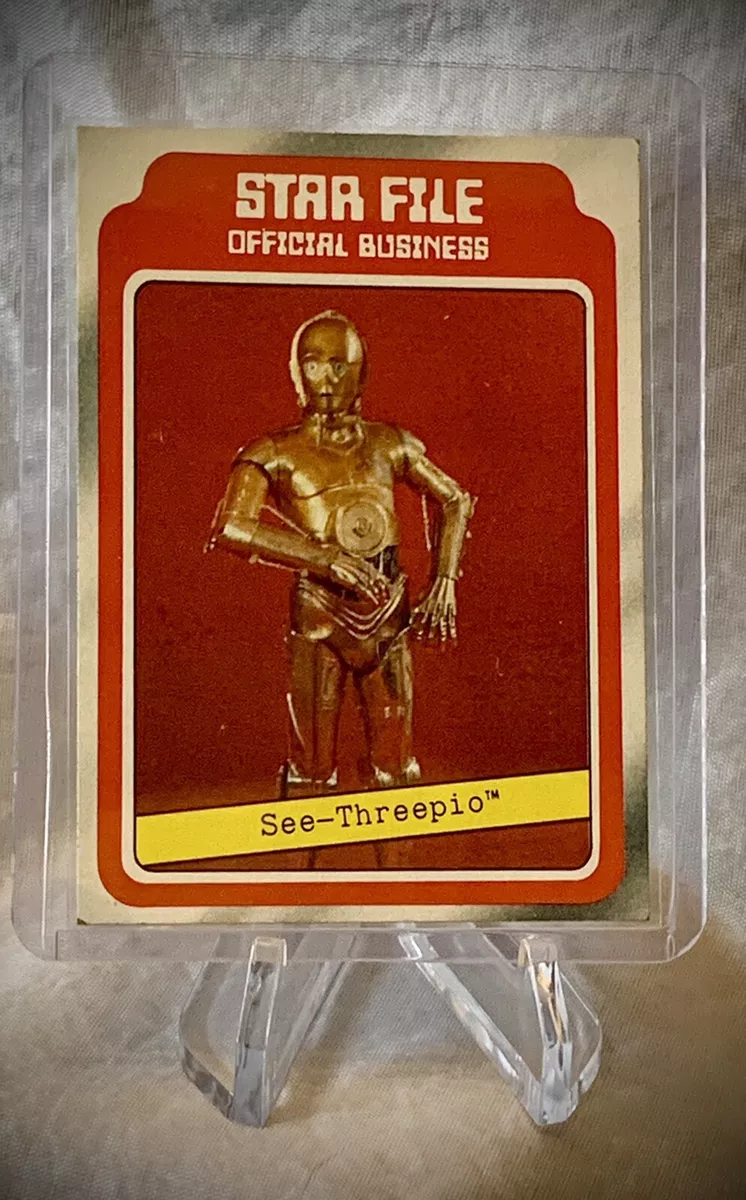 STAR FILE
OFFICIAL BUSINESS
See–Threepio™